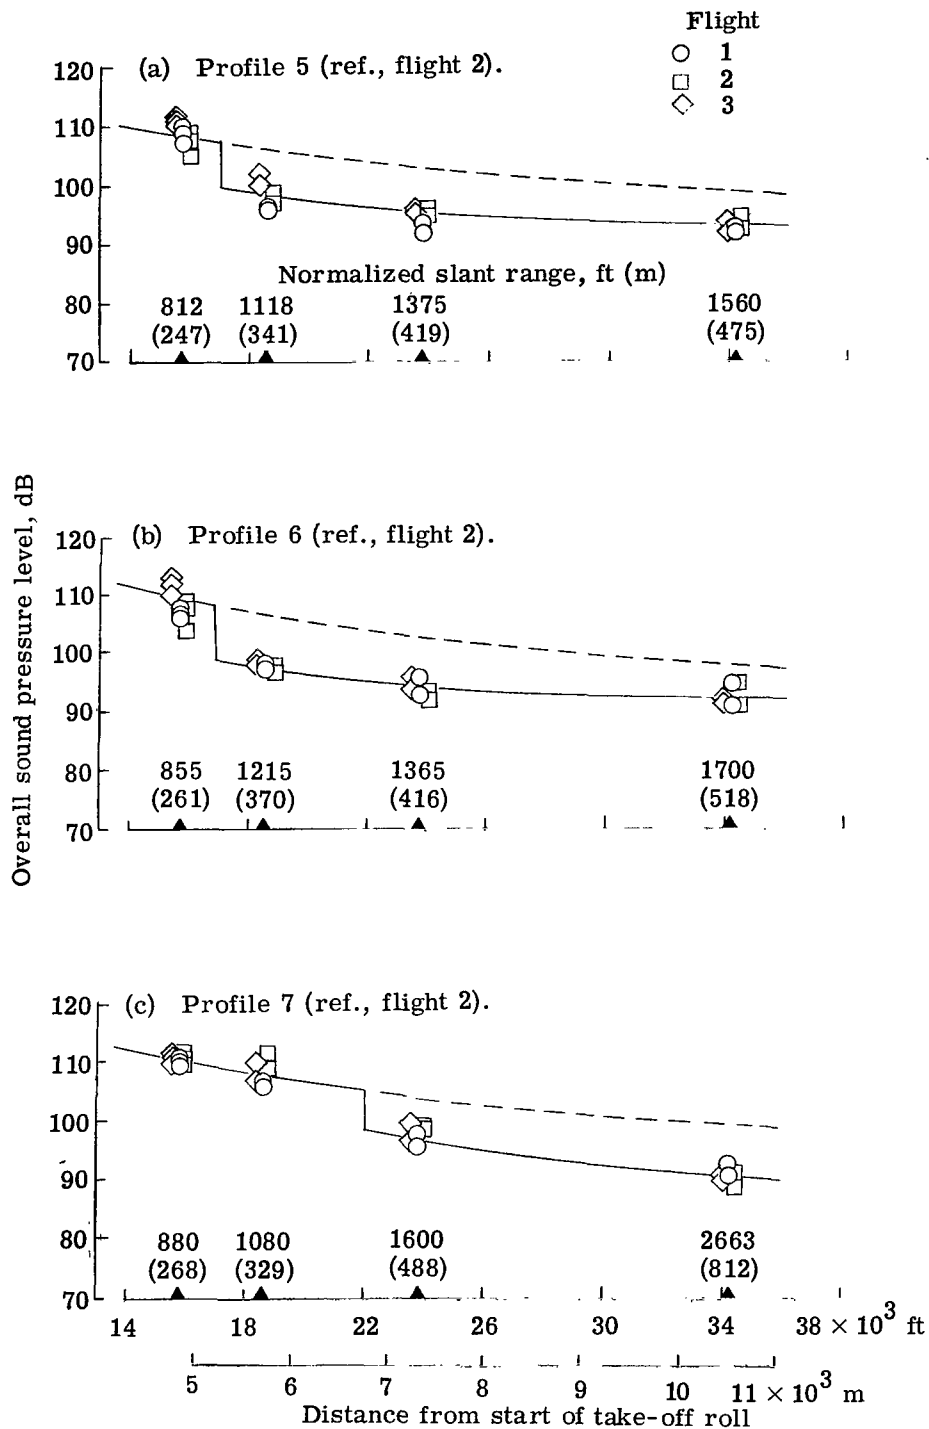 Flight
1
2
3
(a) Profile 5 (ref., flight 2).
120
110
100
90
80
70
Normalized slant range, ft (m)
812 1118 1375 1560
(247) (341) (419) (475)
Overall sound pressure level, dB
(b) Profile 6 (ref., flight 2).
120
110
100
90
80
70
855 1215 1365 1700
(261) (370) (416) (518)
(c) Profile 7 (ref., flight 2).
120
110
100
90
80
70
880 1080 1600 2663
(268) (329) (488) (812)
14 18 22 26 30 34 38 × 10³ ft
5 6 7 8 9 10 11 × 10³ m
Distance from start of take-off roll